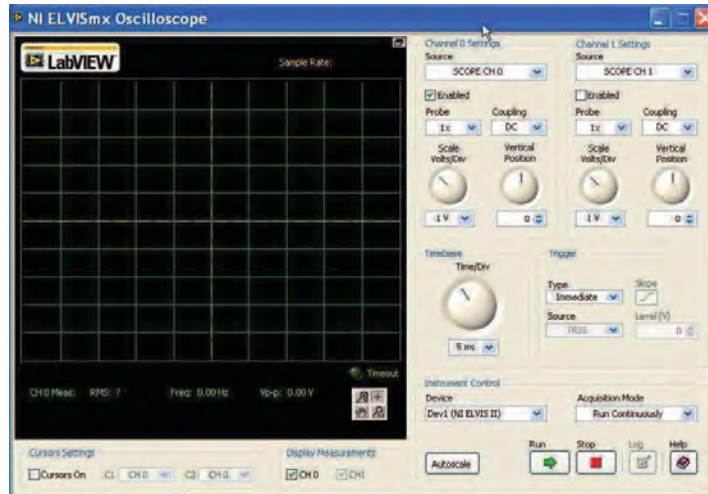 NI ELVISmx Oscilloscope
LabVIEW
Sample Rate:
CH 0 Meas: RMS: ? Freq: 0.00 Hz Vp-p: 0.00 V
Timeout
Cursors Settings
Cursors On C1 CH 0 C2 CH 0
Display Measurements
CH 0 CH1
Channel 0 Settings
Source
SCOPE CH 0
Enabled
Probe Coupling
1x DC
Scale Vertical
Volts/Div Position
1 V 0
Channel 1 Settings
Source
SCOPE CH 1
Enabled
Probe Coupling
1x DC
Scale Vertical
Volts/Div Position
1 V 0
Timebase
Time/Div
5 ms
Trigger
Type Slope
Immediate
Source Level (V)
TRIG 0
Instrument Control
Device Acquisition Mode
Dev1 (NI ELVIS II) Run Continuously
Autoscale
Run Stop Log Help